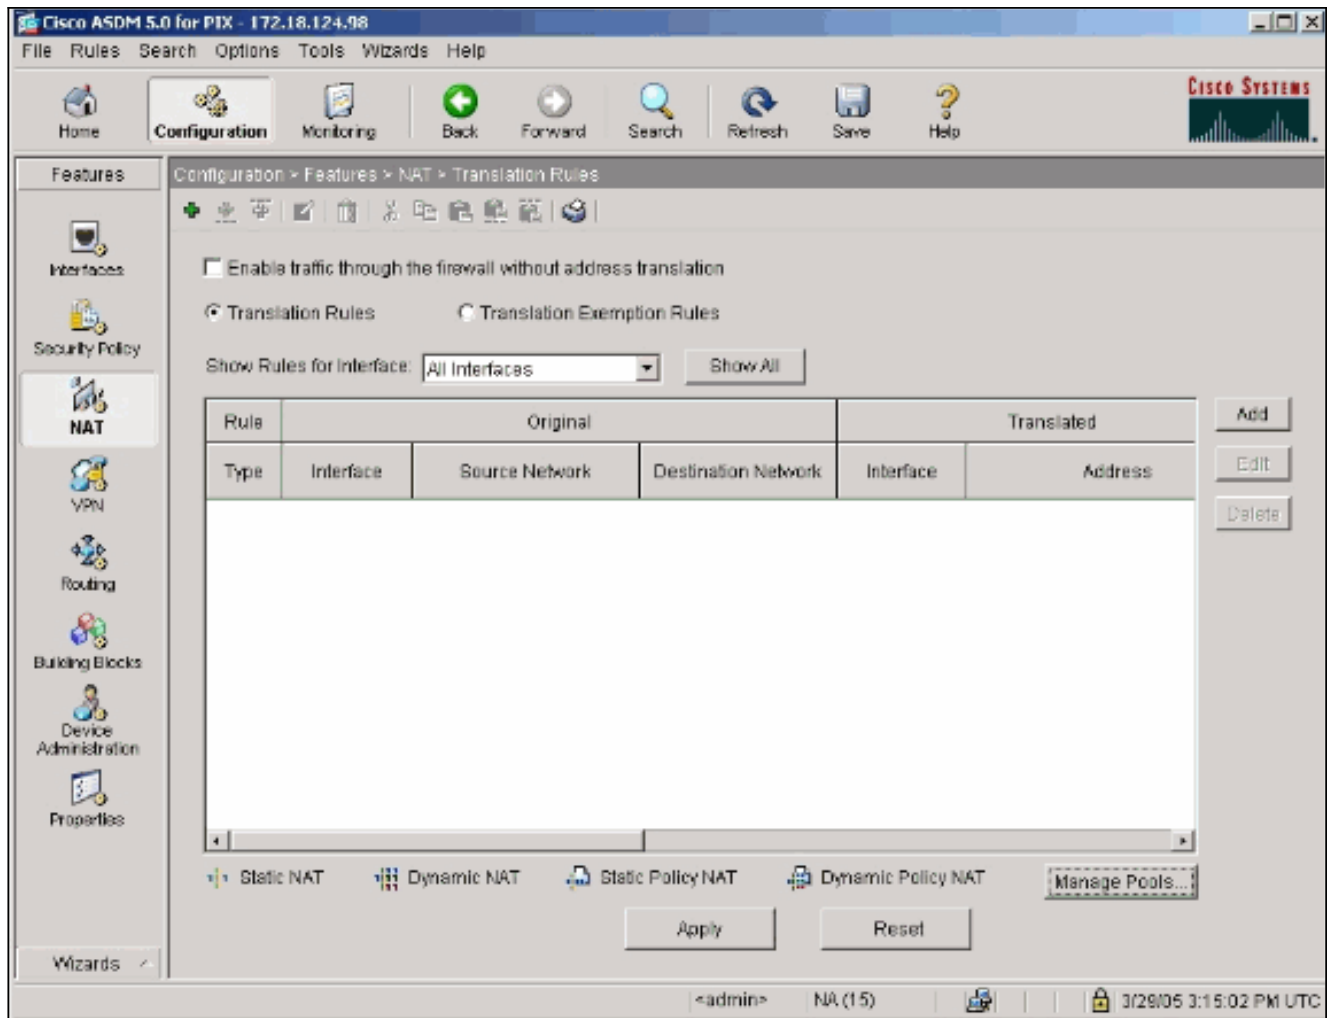 Cisco ASDM 5.0 for PIX - 172.18.124.98
File Rules Search Options Tools Wizards Help
Home Configuration Monitoring Back Forward Search Refresh Save Help
CISCO SYSTEMS
Features
Configuration > Features > NAT > Translation Rules
Interfaces
Security Policy
NAT
VPN
Routing
Building Blocks
Device
Administration
Properties
Wizards
Enable traffic through the firewall without address translation
Translation Rules Translation Exemption Rules
Show Rules for Interface: All Interfaces Show All
Rule Original Translated
Type Interface Source Network Destination Network Interface Address
Add
Edit
Delete
Static NAT Dynamic NAT Static Policy NAT Dynamic Policy NAT Manage Pools...
Apply Reset
<admin> NA (15) 3/29/05 3:15:02 PM UTC